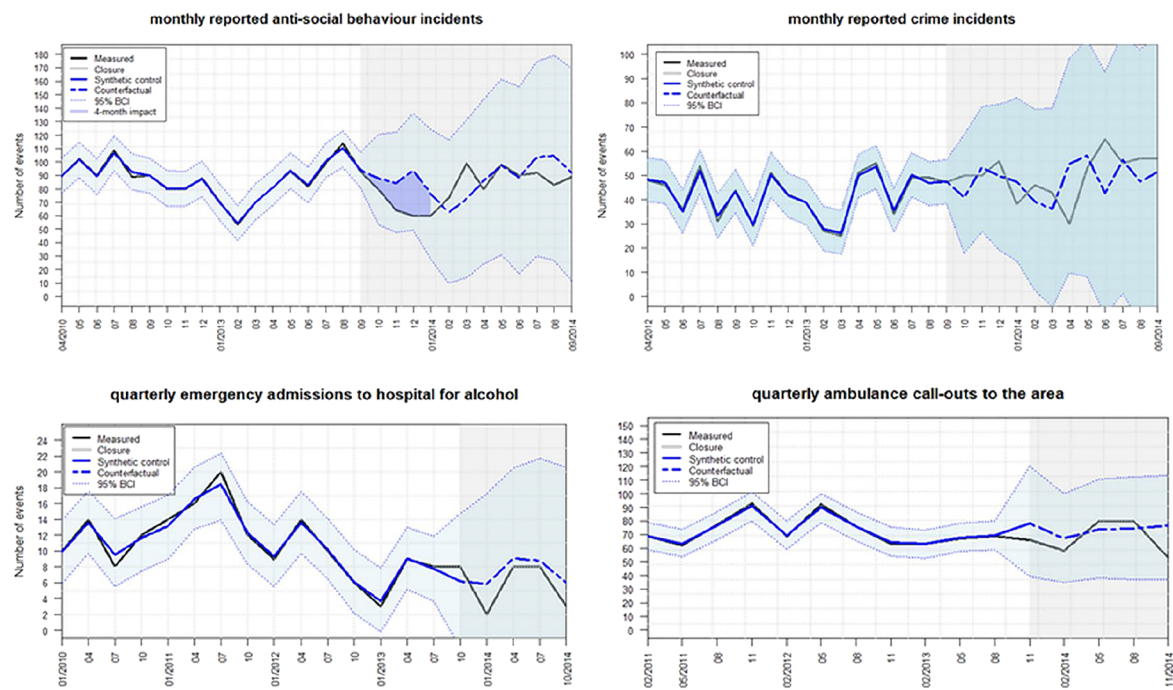 monthly reported anti-social behaviour incidents
Number of events
180
170
160
150
140
130
120
110
100
90
80
70
60
50
40
30
20
10
0
Measured
Closure
Synthetic control
Counterfactual
95% BCI
4-month impact
04/2010 05 06 07 08 09 10 11 12 01/2013 02 03 04 05 06 07 08 09 10 11 12 01/2014 02 03 04 05 06 07 08 09/2014
monthly reported crime incidents
Number of events
100
90
80
70
60
50
40
30
20
10
0
Measured
Closure
Synthetic control
Counterfactual
95% BCI
04/2012 05 06 07 08 09 10 11 12 01/2013 02 03 04 05 06 07 08 09 10 11 12 01/2014 02 03 04 05 06 07 08 09/2014
quarterly emergency admissions to hospital for alcohol
Number of events
24
22
20
18
16
14
12
10
8
6
4
2
0
Measured
Closure
Synthetic control
Counterfactual
95% BCI
01/2010 04 07 10 01/2011 04 07 10 01/2012 04 07 10 01/2013 04 07 10 01/2014 04 07 10/2014
quarterly ambulance call-outs to the area
150
140
130
120
110
100
90
80
70
60
50
40
30
20
10
0
Measured
Closure
Synthetic control
Counterfactual
95% BCI
02/2011 05/2011 08 11 02/2012 05 08 11 02/2013 05 08 11 02/2014 05 08 11/2014